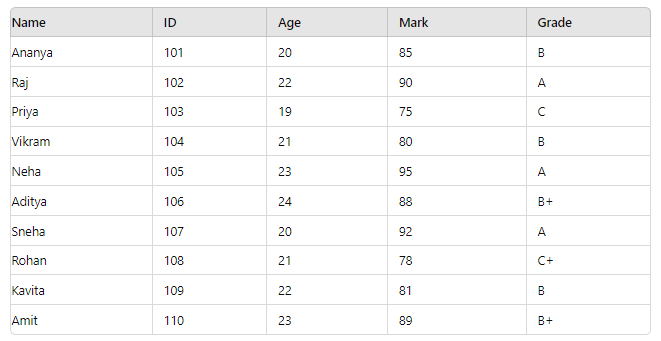 Name ID Age Mark Grade
Ananya 101 20 85 B
Raj 102 22 90 A
Priya 103 19 75 C
Vikram 104 21 80 B
Neha 105 23 95 A
Aditya 106 24 88 B+
Sneha 107 20 92 A
Rohan 108 21 78 C+
Kavita 109 22 81 B
Amit 110 23 89 B+